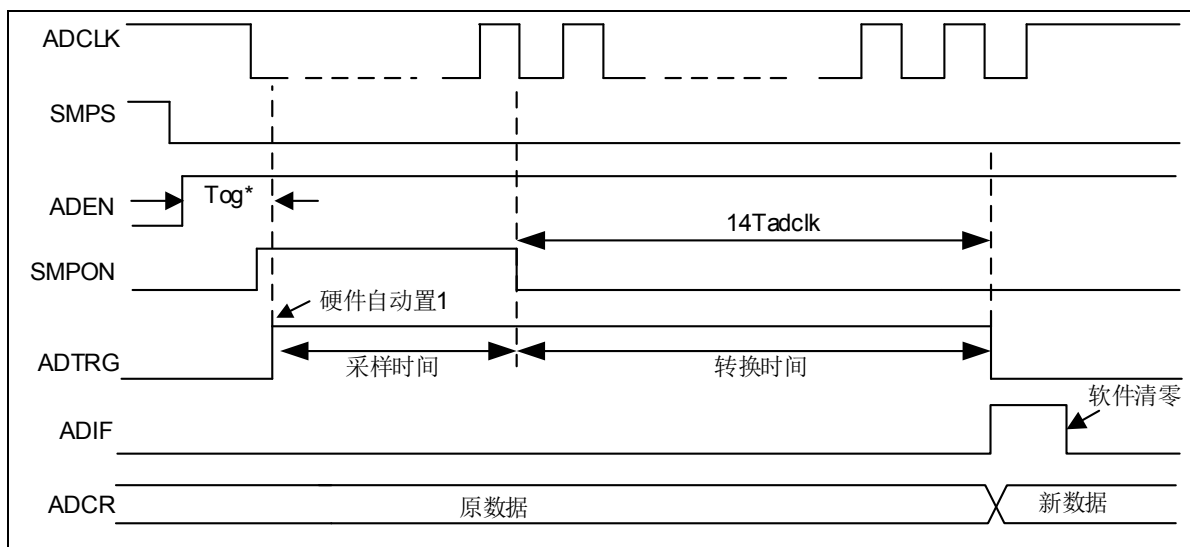 ADCLK
SMPS
ADEN
Tog*
14Tadclk
SMPON
硬件自动置1
ADTRG
采样时间
转换时间
软件清零
ADIF
ADCR
原数据
新数据